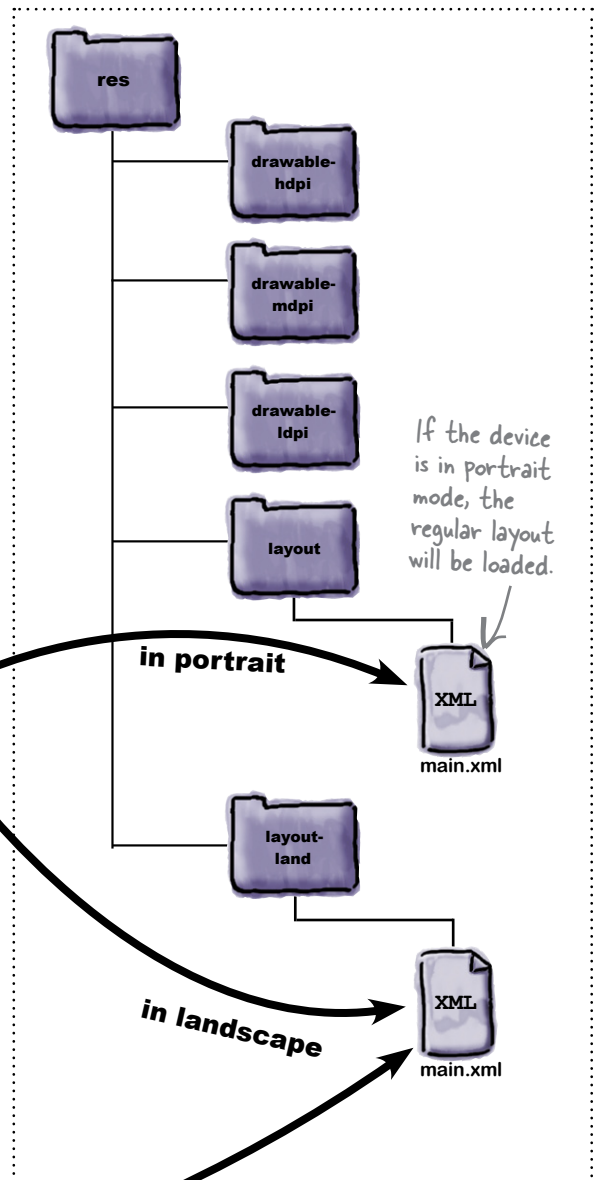 res
drawable-
hdpi
drawable-
mdpi
drawable-
ldpi
If the device
is in portrait
mode, the
regular layout
will be loaded.
layout
in portrait
XML
main.xml
layout-
land
XML
in landscape
main.xml